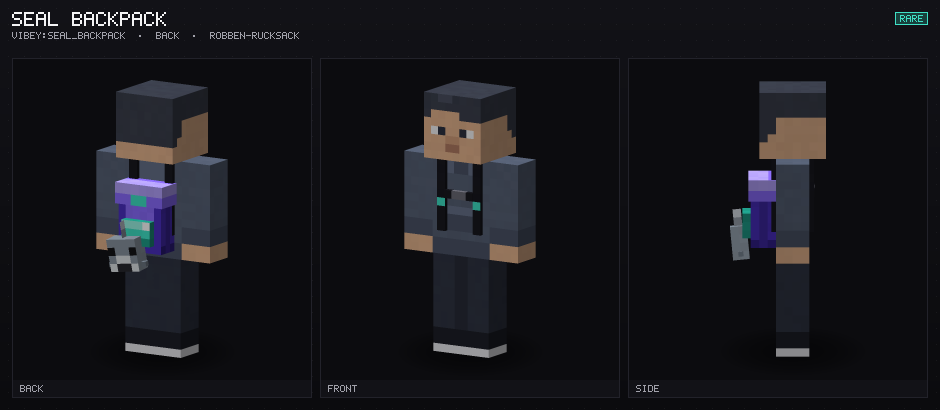 SEAL BACKPACK
RARE
VIBEY:SEAL_BACKPACK • BACK • ROBBEN-RUCKSACK
BACK
FRONT
SIDE